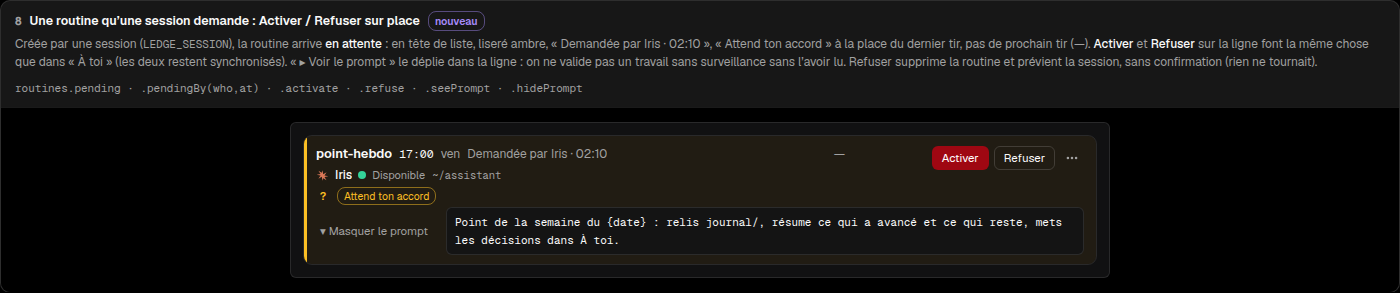 8 Une routine qu'une session demande : Activer / Refuser sur place nouveau
Créée par une session (LEDGE_SESSION), la routine arrive en attente : en tête de liste, liseré ambre, « Demandée par Iris · 02:10 », « Attend ton accord » à la place du dernier tir, pas de prochain tir (—). Activer et Refuser sur la ligne font la même chose
que dans « À toi » (les deux restent synchronisés). « ▸ Voir le prompt » le déplie dans la ligne : on ne valide pas un travail sans surveillance sans l'avoir lu. Refuser supprime la routine et prévient la session, sans confirmation (rien ne tournait).
routines.pending · .pendingBy(who,at) · .activate · .refuse · .seePrompt · .hidePrompt
point-hebdo 17:00 ven Demandée par Iris · 02:10 — Activer Refuser ···
Iris Disponible ~/assistant
? Attend ton accord
▾ Masquer le prompt
Point de la semaine du {date} : relis journal/, résume ce qui a avancé et ce qui reste, mets
les décisions dans À toi.